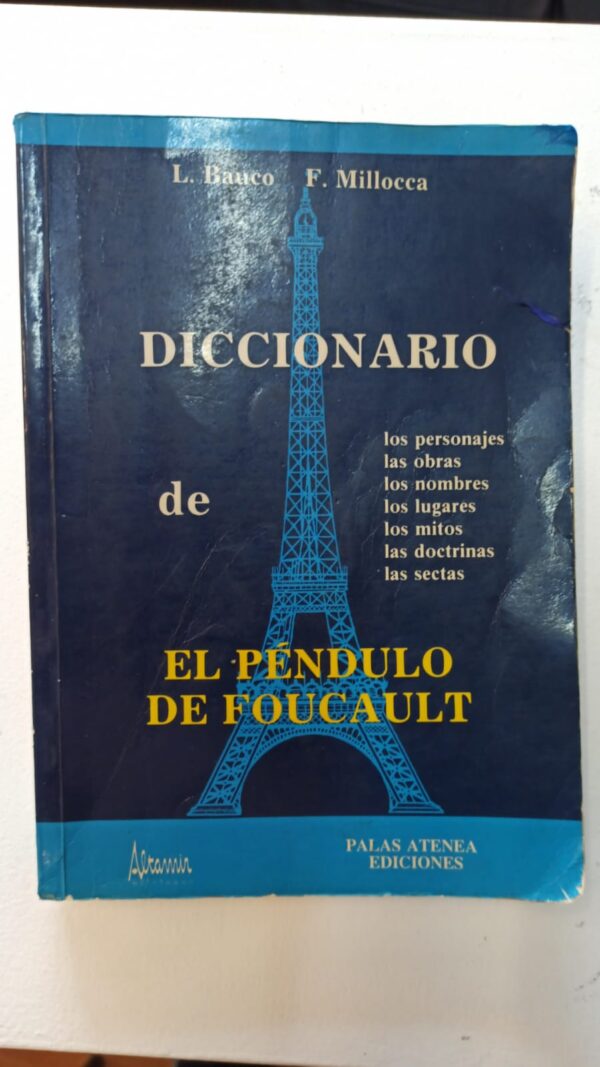 L. Bauco F. Millocca
DICCIONARIO
de
los personajes
las obras
los nombres
los lugares
los mitos
las doctrinas
las sectas
EL PÉNDULO
DE FOUCAULT
Altamir
PALAS ATENEA
EDICIONES